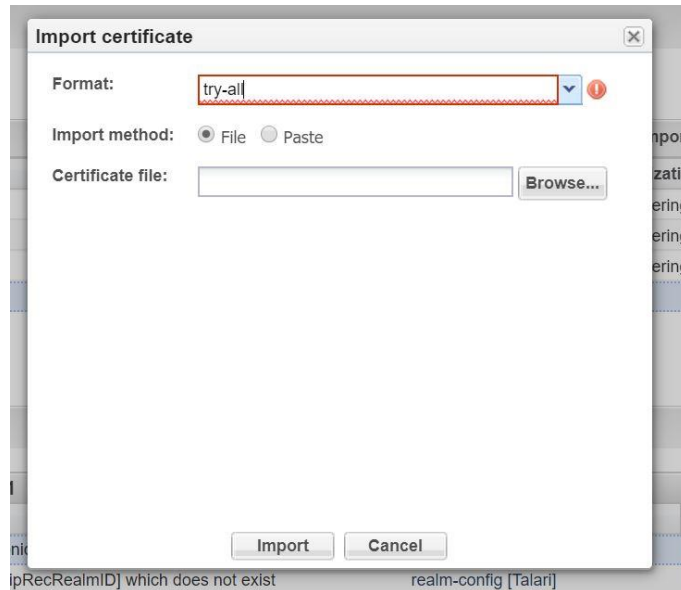 Import certificate
Format: try-all
Import method: File Paste
Certificate file: Browse...
Import Cancel
ipRecRealmID] which does not exist realm-config [Talari]